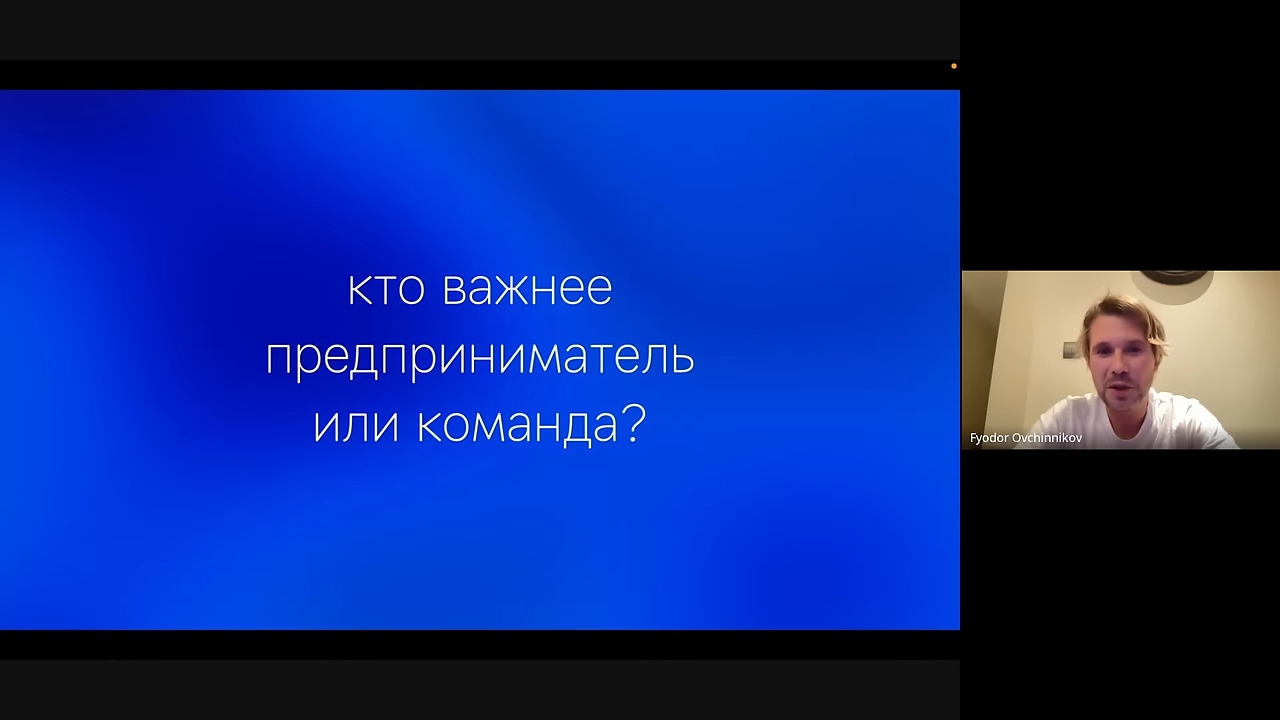 кто важнее
предприниматель
или команда?
Fyodor Ovchinnikov